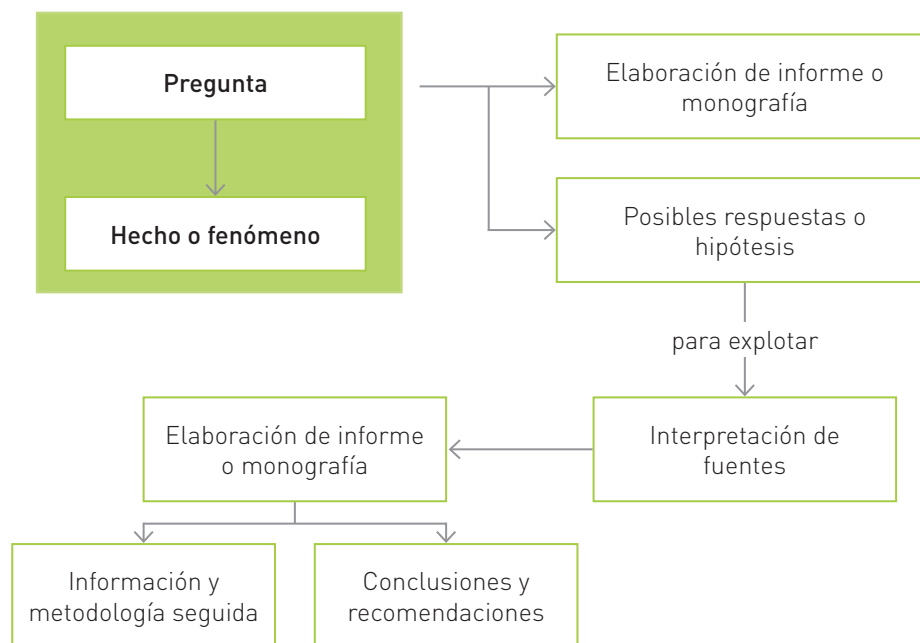 Pregunta
Hecho o fenómeno
Elaboración de informe o
monografía
Posibles respuestas o
hipótesis
para explotar
Interpretación de
fuentes
Elaboración de informe
o monografía
Información y
metodología seguida
Conclusiones y
recomendaciones